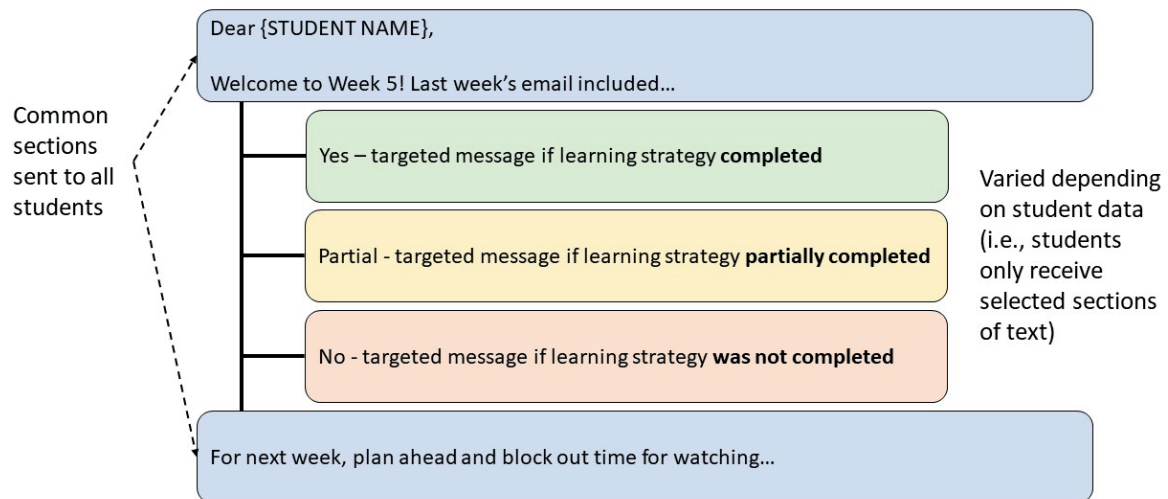 Dear {STUDENT NAME},
Welcome to Week 5! Last week’s email included…
Common
sections
sent to all
students
Yes – targeted message if learning strategy completed
Partial - targeted message if learning strategy partially completed
No - targeted message if learning strategy was not completed
Varied depending
on student data
(i.e., students
only receive
selected sections
of text)
For next week, plan ahead and block out time for watching…